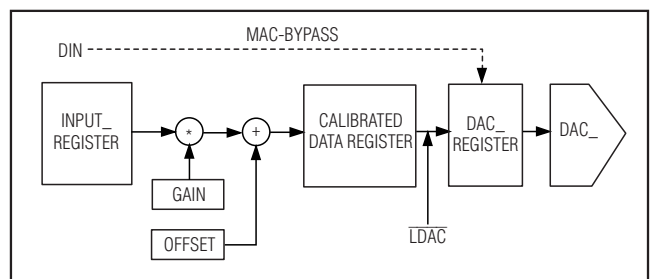 MAC-BYPASS
DIN
INPUT_
REGISTER
*
+
CALIBRATED
DATA REGISTER
DAC_
REGISTER
DAC_
GAIN
OFFSET
LDAC